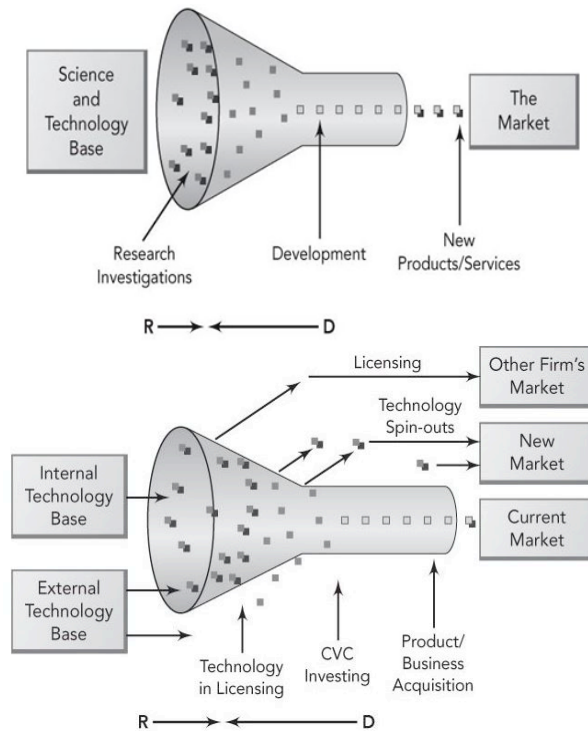 Science
and
Technology
Base
The
Market
Research
Investigations
Development
New
Products/Services
R
D
Licensing
Other Firm's
Market
Technology
Spin-outs
New
Market
Internal
Technology
Base
Current
Market
External
Technology
Base
Technology
in Licensing
CVC
Investing
Product/
Business
Acquisition
R
D